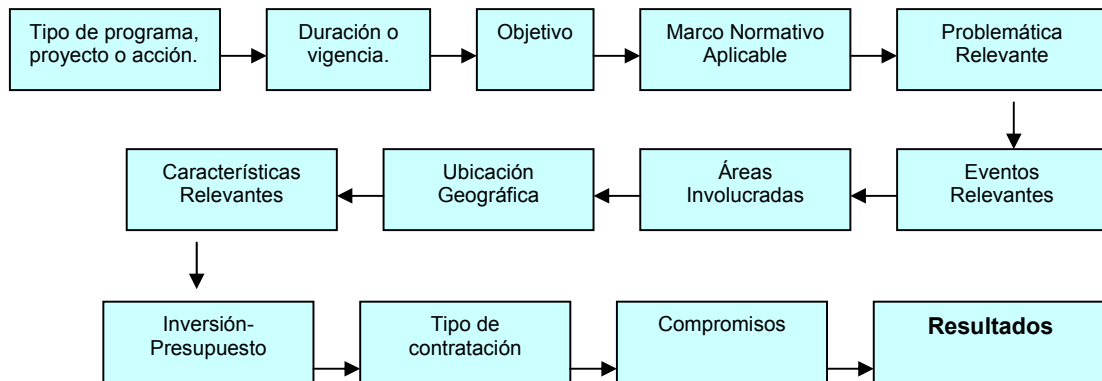 Tipo de programa,
proyecto o acción.
Duración o
vigencia.
Objetivo
Marco Normativo
Aplicable
Problemática
Relevante
Características
Relevantes
Ubicación
Geográfica
Áreas
Involucradas
Eventos
Relevantes
Inversión-
Presupuesto
Tipo de
contratación
Compromisos
Resultados